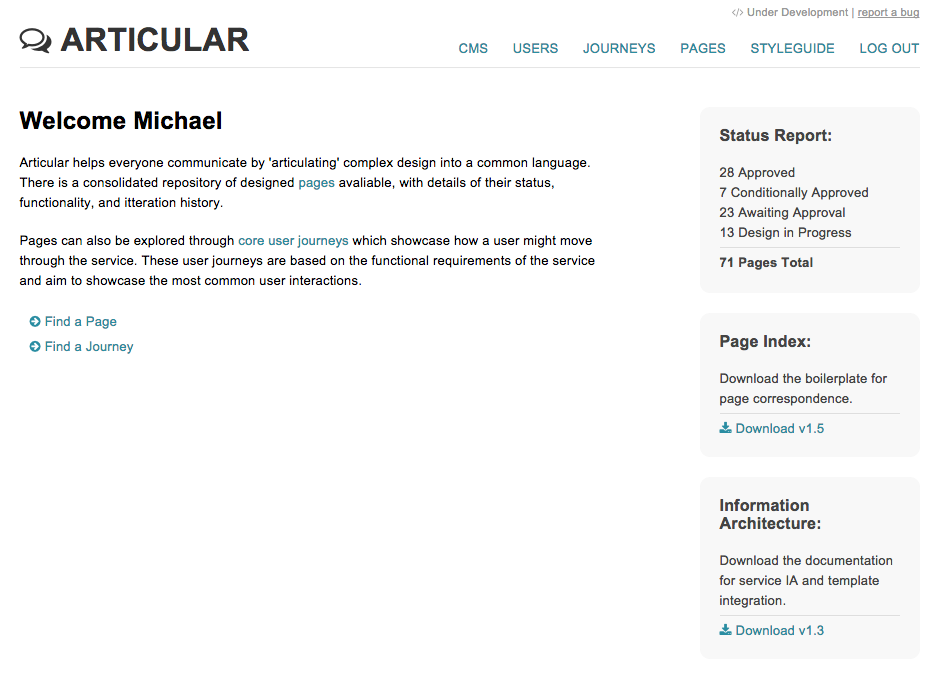 </> Under Development | report a bug
ARTICULAR
CMS USERS JOURNEYS PAGES STYLEGUIDE LOG OUT
Welcome Michael
Articular helps everyone communicate by 'articulating' complex design into a common language.
There is a consolidated repository of designed pages avaliable, with details of their status,
functionality, and itteration history.
Pages can also be explored through core user journeys which showcase how a user might move
through the service. These user journeys are based on the functional requirements of the service
and aim to showcase the most common user interactions.
Find a Page
Find a Journey
Status Report:
28 Approved
7 Conditionally Approved
23 Awaiting Approval
13 Design in Progress
71 Pages Total
Page Index:
Download the boilerplate for
page correspondence.
Download v1.5
Information
Architecture:
Download the documentation
for service IA and template
integration.
Download v1.3